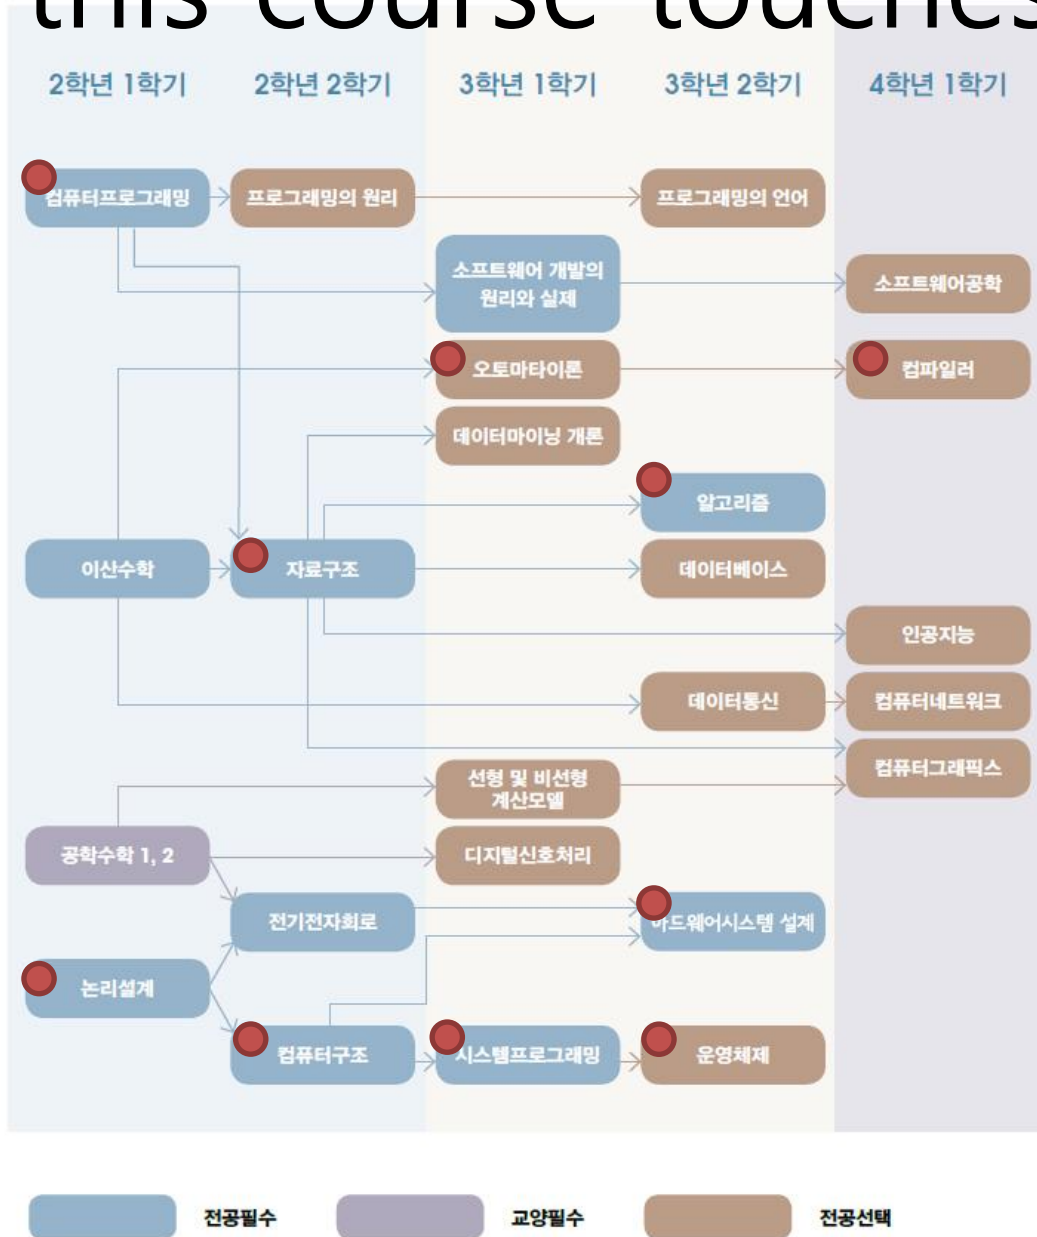 this course touches
2학년 1학기
2학년 2학기
3학년 1학기
3학년 2학기
4학년 1학기
컴퓨터프로그래밍
프로그래밍의 원리
프로그래밍의 언어
소프트웨어 개발의
원리와 실제
소프트웨어공학
오토마타이론
컴파일러
데이터마이닝 개론
알고리즘
이산수학
자료구조
데이터베이스
인공지능
데이터통신
컴퓨터네트워크
컴퓨터그래픽스
선형 및 비선형
계산모델
공학수학 1, 2
디지털신호처리
전기전자회로
하드웨어시스템 설계
논리설계
컴퓨터구조
시스템프로그래밍
운영체제
전공필수
교양필수
전공선택